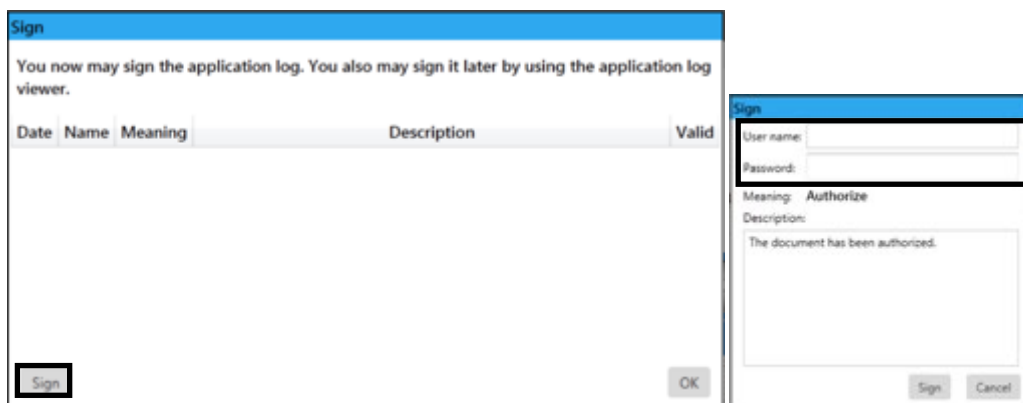 Sign
You now may sign the application log. You also may sign it later by using the application log
viewer.
Date Name Meaning Description Valid
Sign OK
Sign
User name:
Password:
Meaning: Authorize
Description:
The document has been authorized.
Sign Cancel